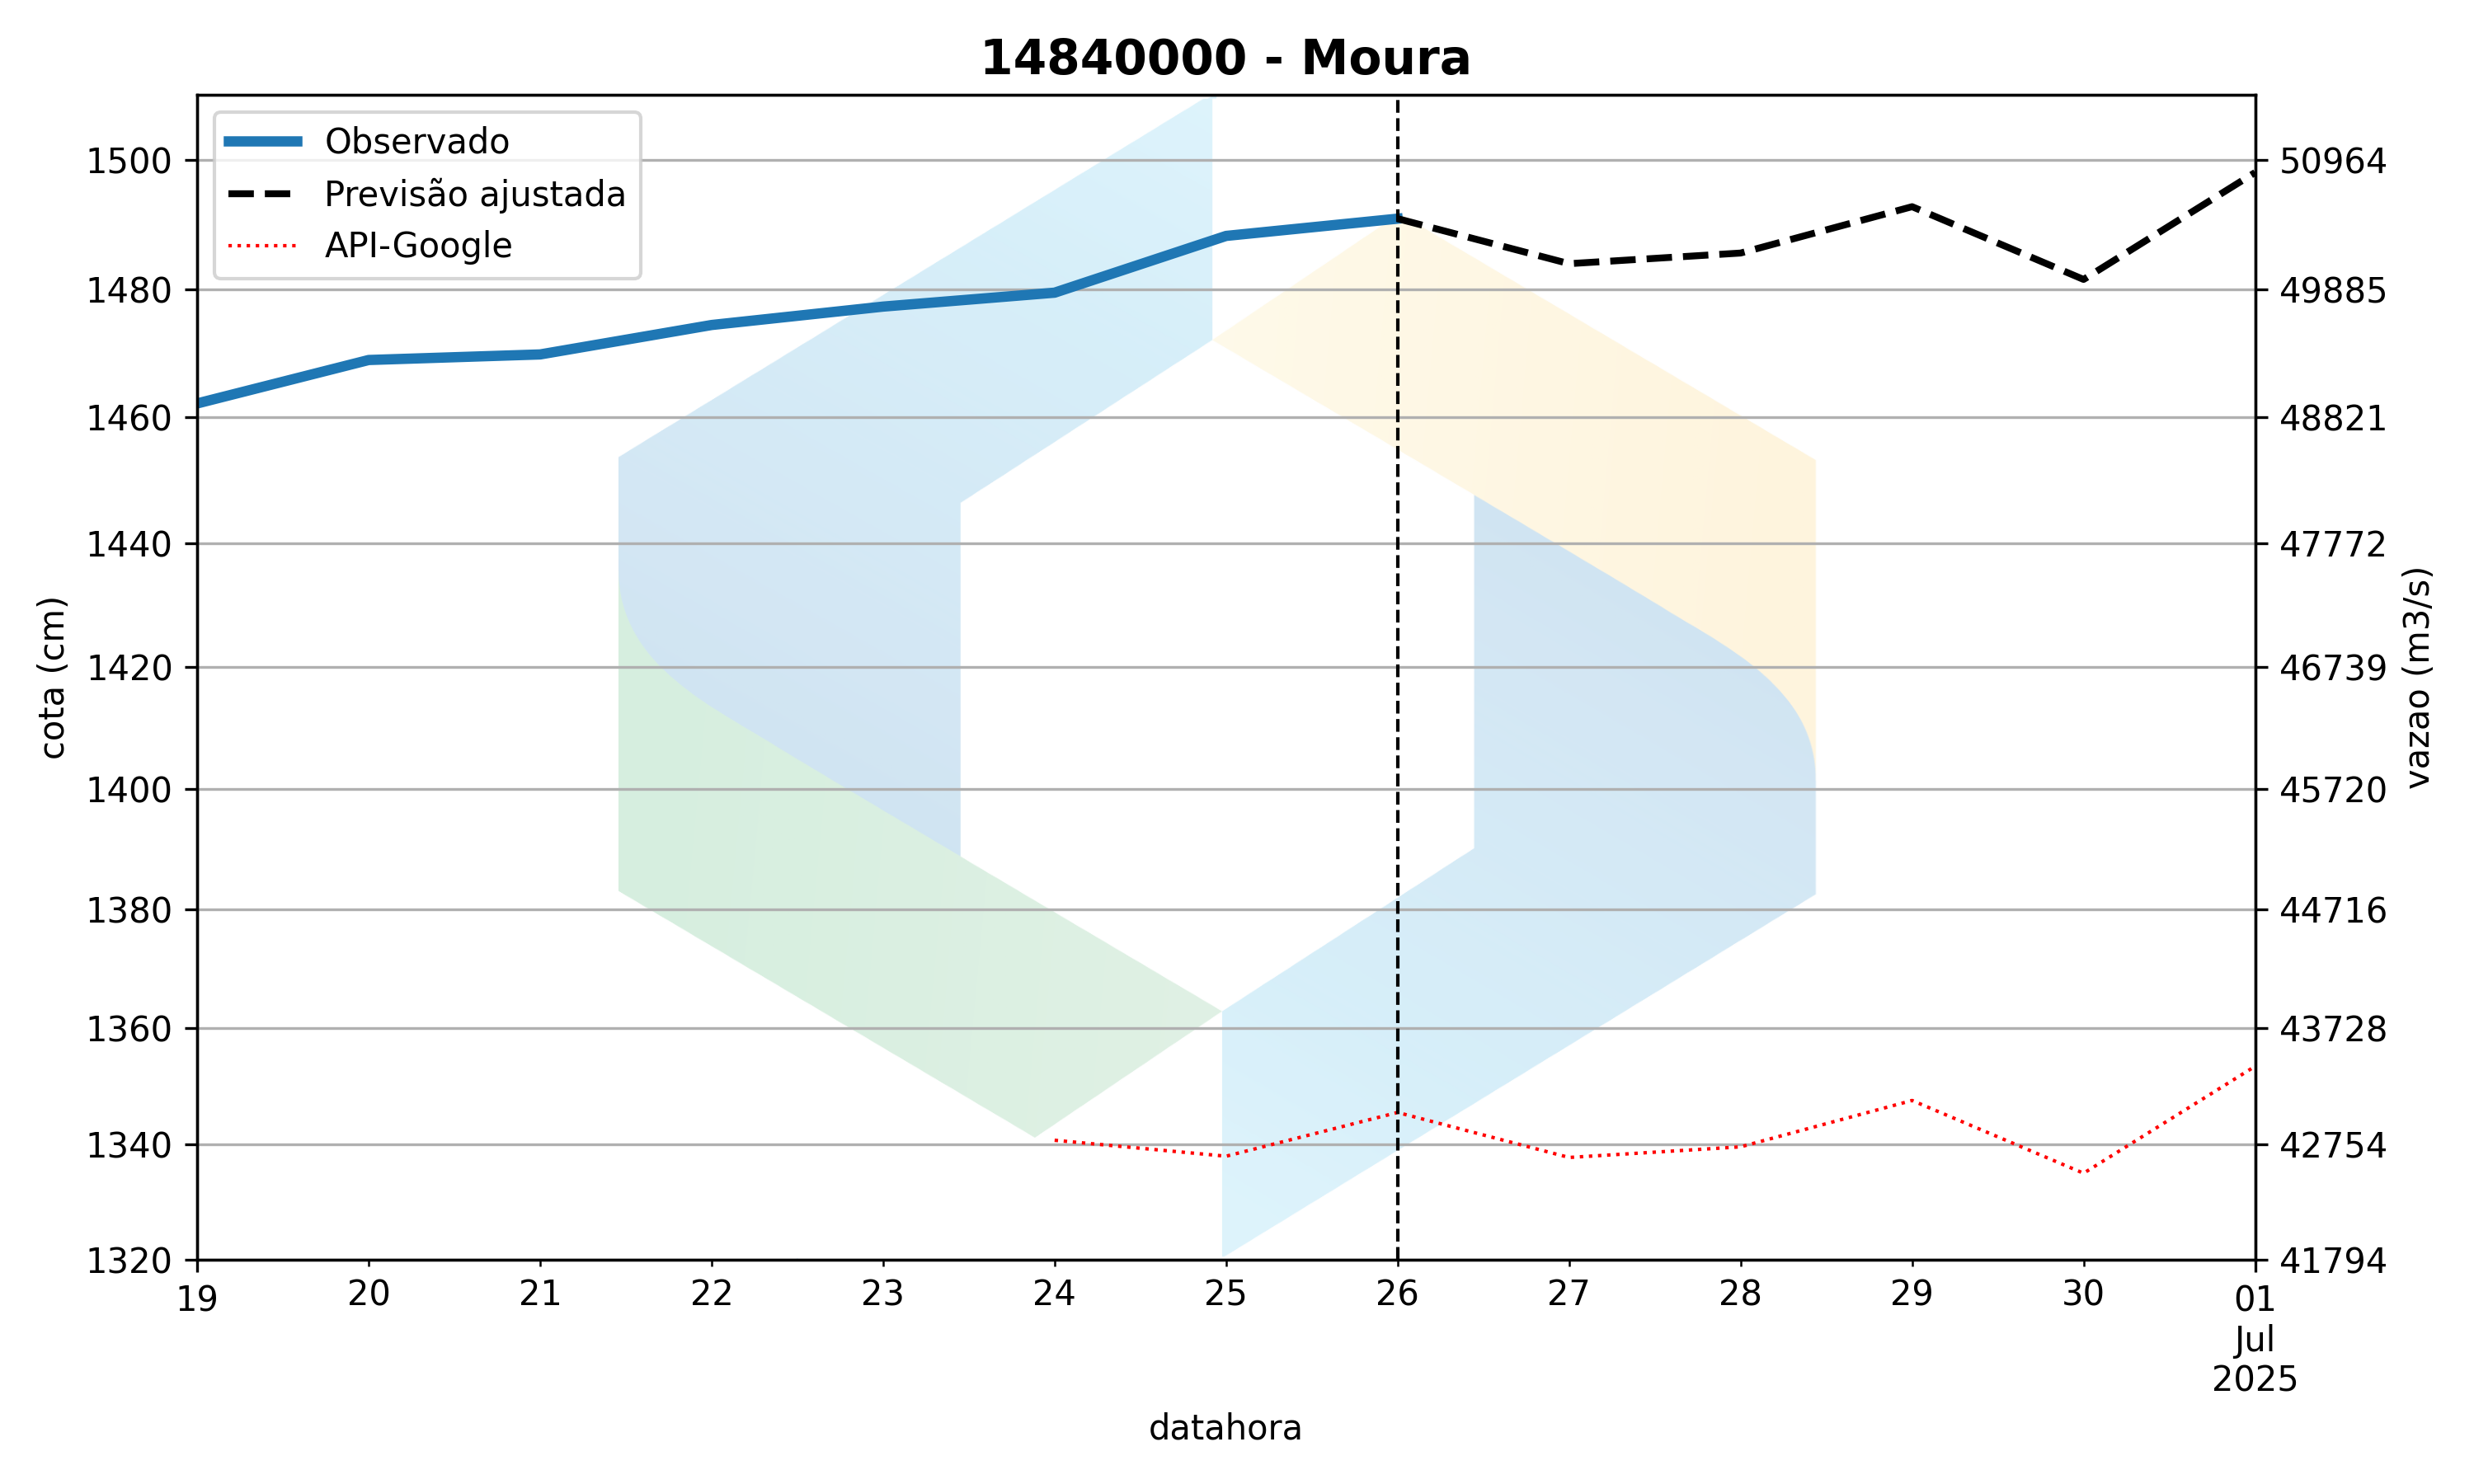 14840000 - Moura
Observado
Previsão ajustada
API-Google
1500
1480
1460
1440
1420
1400
1380
1360
1340
1320
cota (cm)
50964
49885
48821
47772
46739
45720
44716
43728
42754
41794
vazao (m3/s)
19 20 21 22 23 24 25 26 27 28 29 30 01
Jul
2025
datahora